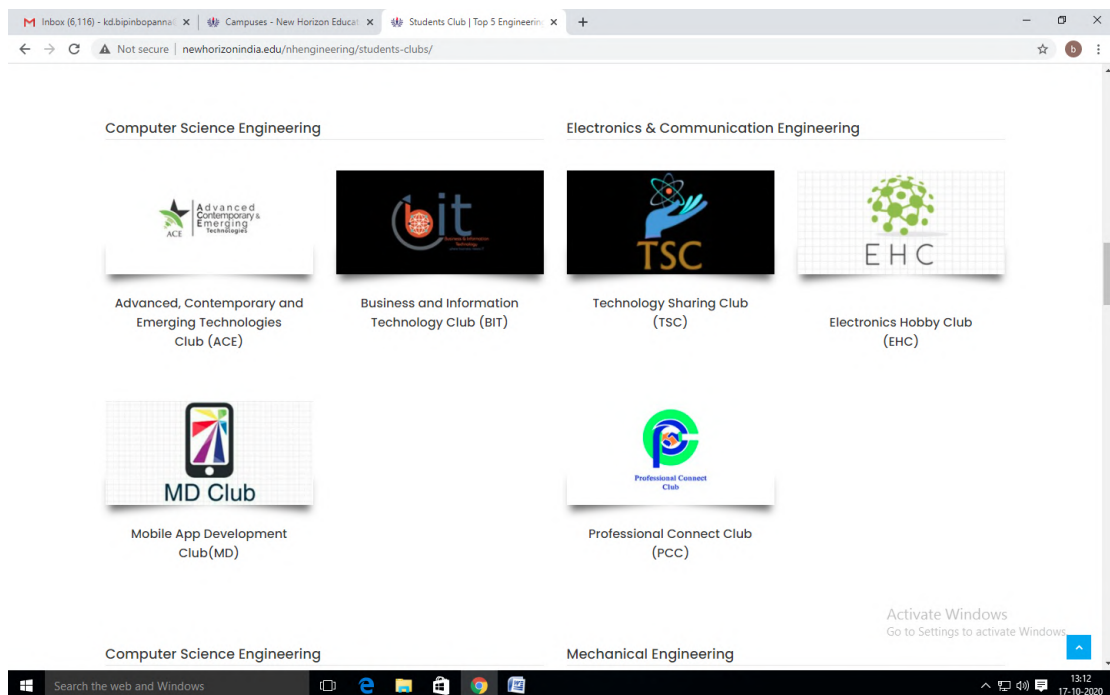 Inbox (6,116) - kd.bipinbopanna
Campuses - New Horizon Educat
Students Club | Top 5 Engineerin
Not secure | newhorizonindia.edu/nhengineering/students-clubs/
b
Computer Science Engineering
Electronics & Communication Engineering
Advanced
Contemporary &
Emerging
Technologies
ACE
bit
Business & Information
Technology
TSC
EHC
Advanced, Contemporary and
Emerging Technologies
Club (ACE)
Business and Information
Technology Club (BIT)
Technology Sharing Club
(TSC)
Electronics Hobby Club
(EHC)
MD Club
Professional Connect
Club
Mobile App Development
Club(MD)
Professional Connect Club
(PCC)
Activate Windows
Go to Settings to activate Windows.
Computer Science Engineering
Mechanical Engineering
Search the web and Windows
13:12
17-10-2020